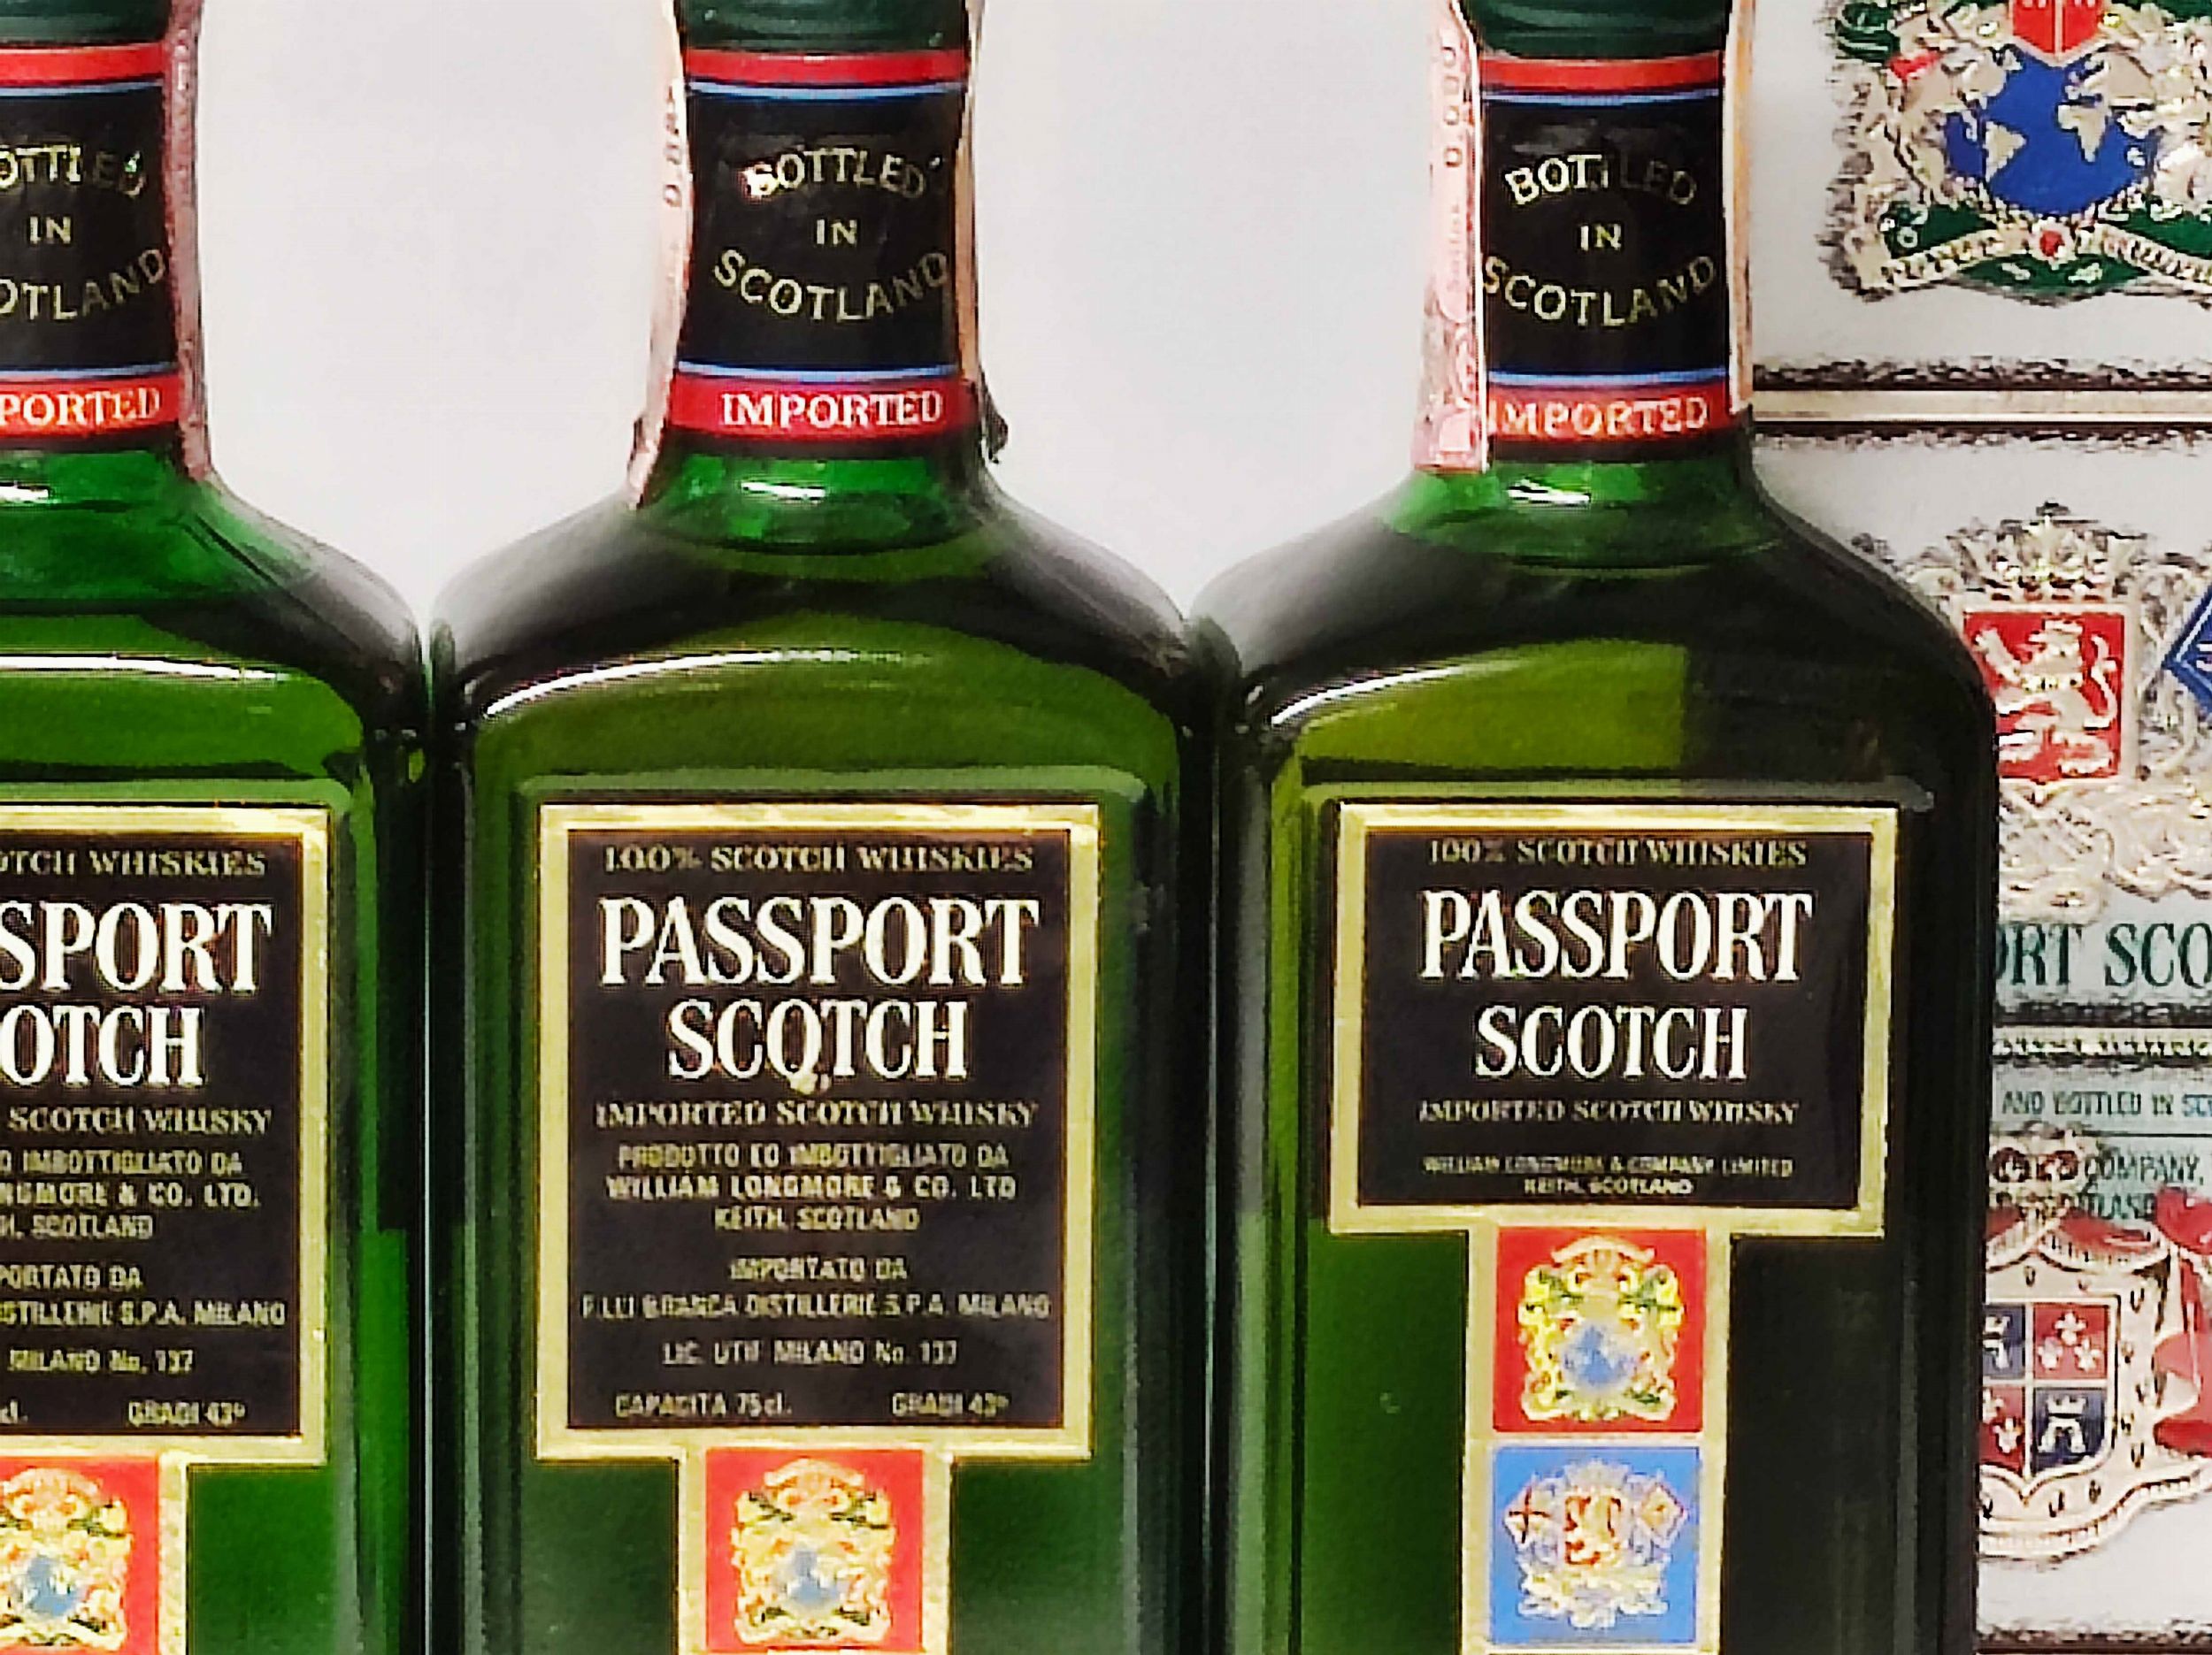 BOTTLED
IN
SCOTLAND
IMPORTED
OTCH WHISKIES
SPORT
OTCH
SCOTCH WHISKY
IMBOTTIGLIATO DA
NGMORE & CO. LTD.
H, SCOTLAND
PORTATO DA
STILLERIE S.P.A. MILANO
MILANO No. 137
cl. GRADI 43°
BOTTLED
IN
SCOTLAND
IMPORTED
100% SCOTCH WHISKIES
PASSPORT
SCOTCH
IMPORTED SCOTCH WHISKY
PRODOTTO ED IMBOTTIGLIATO DA
WILLIAM LONGMORE & CO. LTD
KEITH, SCOTLAND
IMPORTATO DA
F.LLI BRANCA DISTILLERIE S.P.A. MILANO
LIC. UTIF MILANO No. 137
CAPACITA 75cl. GRADI 43°
BOTTLED
IN
SCOTLAND
IMPORTED
100% SCOTCH WHISKIES
PASSPORT
SCOTCH
IMPORTED SCOTCH WHISKY
WILLIAM LONGMORE & COMPANY LIMITED
KEITH, SCOTLAND
ORT SCO
AND BOTTLED IN SC
COMPANY,